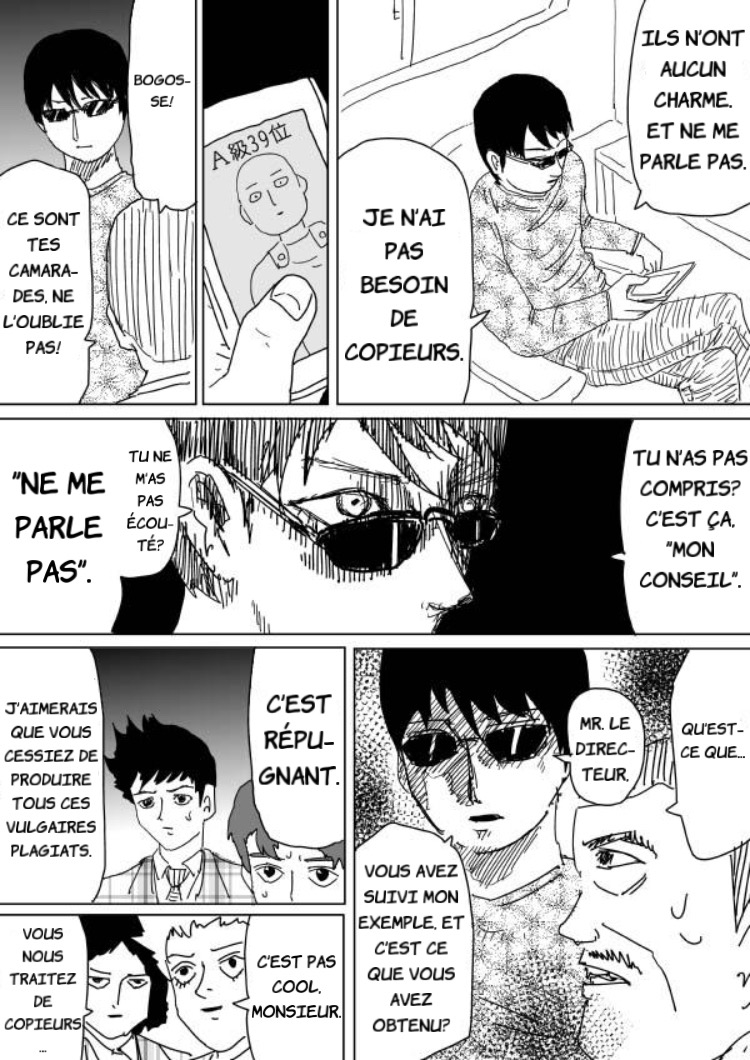 ILS N'ONT
AUCUN
CHARME.
ET NE ME
PARLE PAS.
JE N'AI
PAS
BESOIN
DE
COPIEURS.
A級39位
BOGOS-
SE!
CE SONT
TES
CAMARA-
DES, NE
L'OUBLIE
PAS!
TU N'AS PAS
COMPRIS?
C'EST ÇA,
"MON
CONSEIL".
TU NE
M'AS
PAS
ÉCOU-
TÉ?
"NE ME
PARLE
PAS".
QU'EST-
CE QUE...
MR. LE
DIREC-
TEUR.
VOUS AVEZ
SUIVI MON
EXEMPLE, ET
C'EST CE
QUE VOUS
AVEZ
OBTENU?
C'EST
RÉPU-
GNANT.
J'AIMERAIS
QUE VOUS
CESSIEZ DE
PRODUIRE
TOUS CES
VULGAIRES
PLAGIATS.
C'EST PAS
COOL,
MONSIEUR.
VOUS
NOUS
TRAITEZ
DE
COPIEURS
...